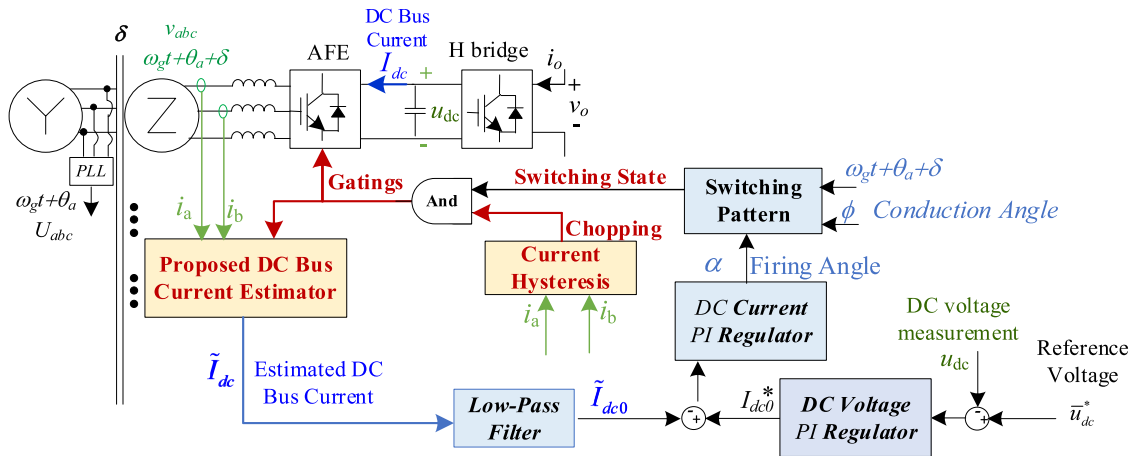 δ
v_abc
ω_g t+θ_a+δ
DC Bus
Current
I_dc
AFE
H bridge
i_o
+
v_o
-
+
u_dc
-
Y
Z
PLL
ω_g t+θ_a
U_abc
i_a
i_b
Gatings
And
Switching State
Chopping
Switching
Pattern
ω_g t+θ_a+δ
ϕ Conduction Angle
Proposed DC Bus
Current Estimator
Current
Hysteresis
i_a
i_b
α Firing Angle
DC Current
PI Regulator
DC voltage
measurement
u_dc
Reference
Voltage
ū*_dc
Ĩ_dc
Estimated DC
Bus Current
Low-Pass
Filter
Ĩ_dc0
-
+
I_dc0*
DC Voltage
PI Regulator
-
+